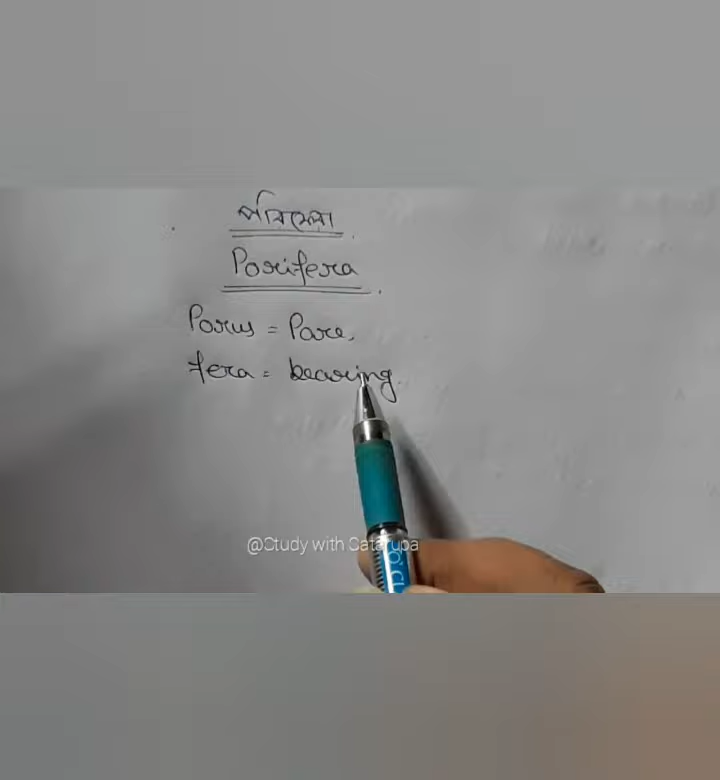 পরিফেরা
Porifera
Porus = Pore.
fera = bearing.
@Study with Satarupa